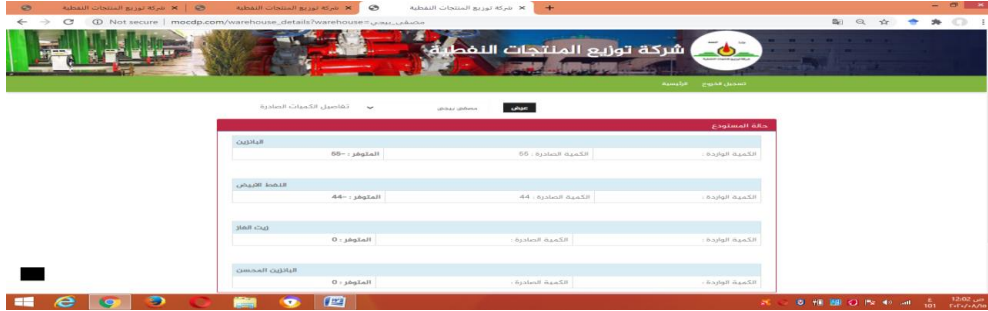 شركة توزيع المنتجات النفطية
شركة توزيع المنتجات النفطية
شركة توزيع المنتجات النفطية
Not secure | mocdp.com/warehouse_details?warehouse=مصفى_بيجي
شركة توزيع المنتجات النفطية
الرئيسية تسجيل الخروج
تفاصيل الكميات الصادرة مصفى بيجي عرض
حالة المستودع
البانزين
الكمية الواردة : الكمية الصادرة : 55 المتوفر : -55
النفط الابيض
الكمية الواردة : الكمية الصادرة : 44 المتوفر : -44
زيت الغاز
الكمية الواردة : الكمية الصادرة : المتوفر : 0
البانزين المحسن
الكمية الواردة : الكمية الصادرة : المتوفر : 0
12:02 ص